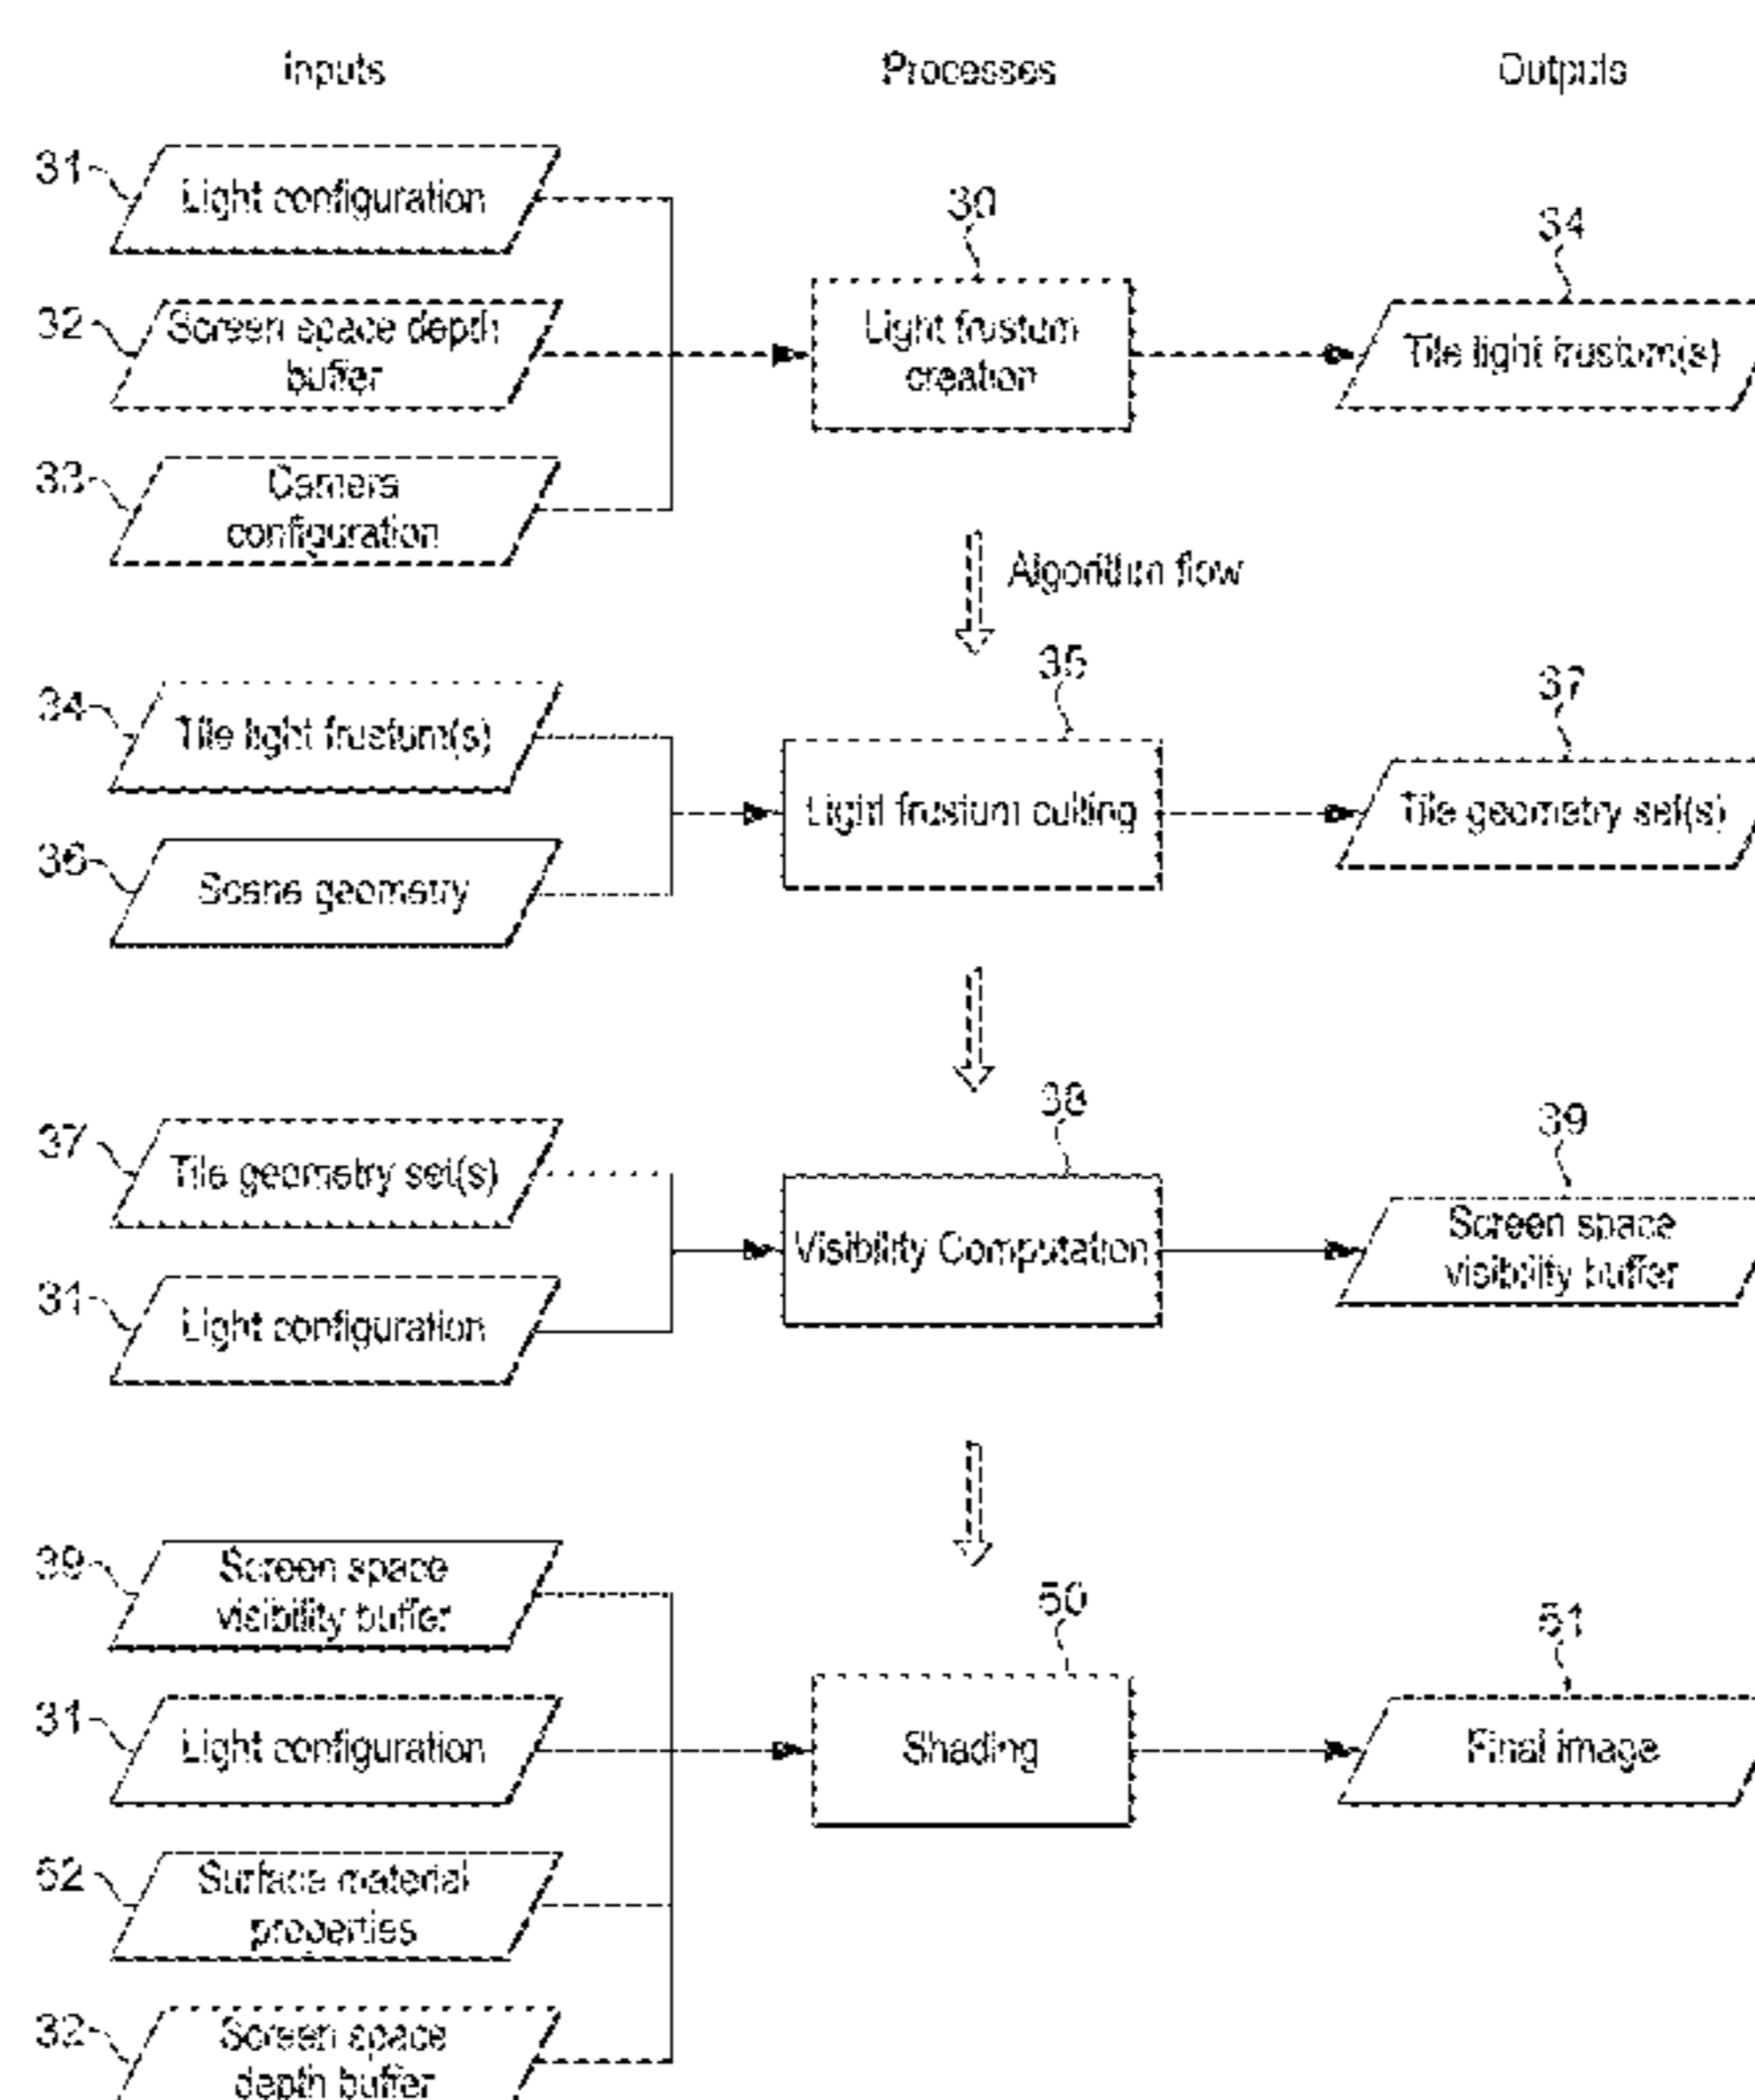 Inputs
Processes
Outputs
31
Light configuration
32
Screen space depth
buffer
33
Camera
configuration
30
Light frustum
creation
34
Tile light frustum(s)
Algorithm flow
34
Tile light frustum(s)
36
Scene geometry
35
Light frustum culling
37
Tile geometry set(s)
37
Tile geometry set(s)
31
Light configuration
38
Visibility Computation
39
Screen space
visibility buffer
39
Screen space
visibility buffer
31
Light configuration
52
Surface material
properties
32
Screen space
depth buffer
50
Shading
51
Final image